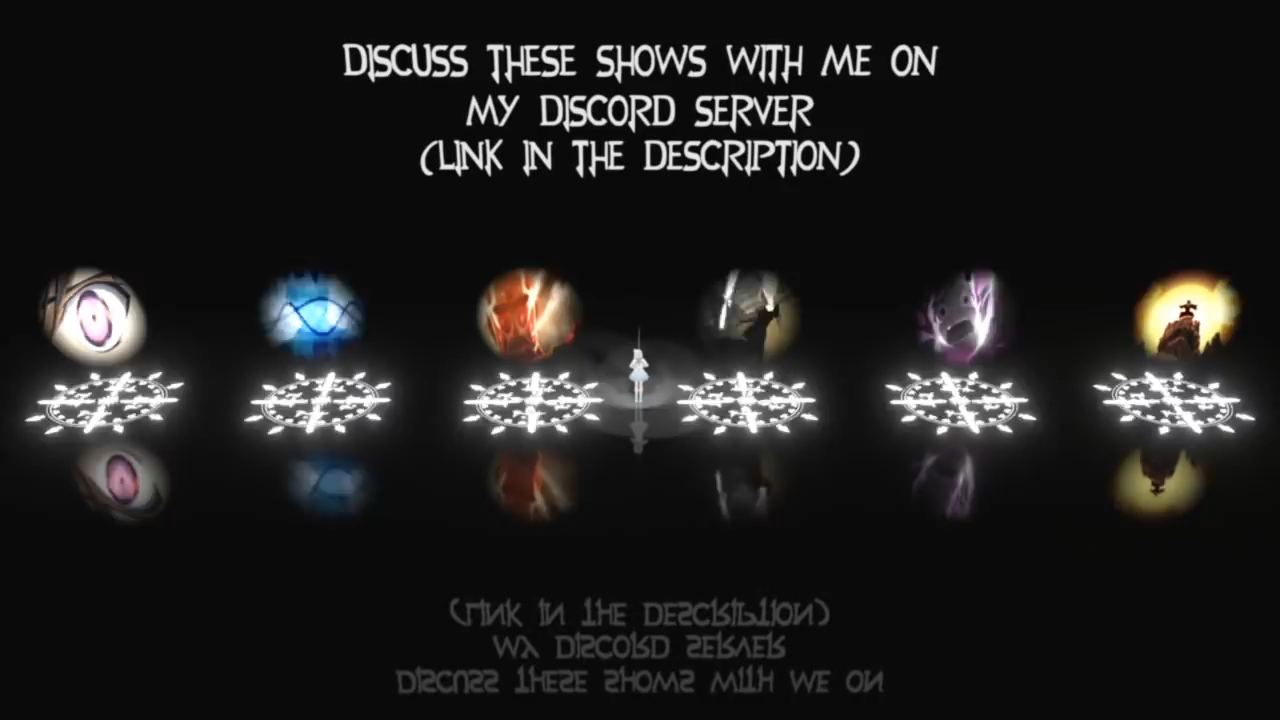 DISCUSS THESE SHOWS WITH ME ON
MY DISCORD SERVER
(LINK IN THE DESCRIPTION)